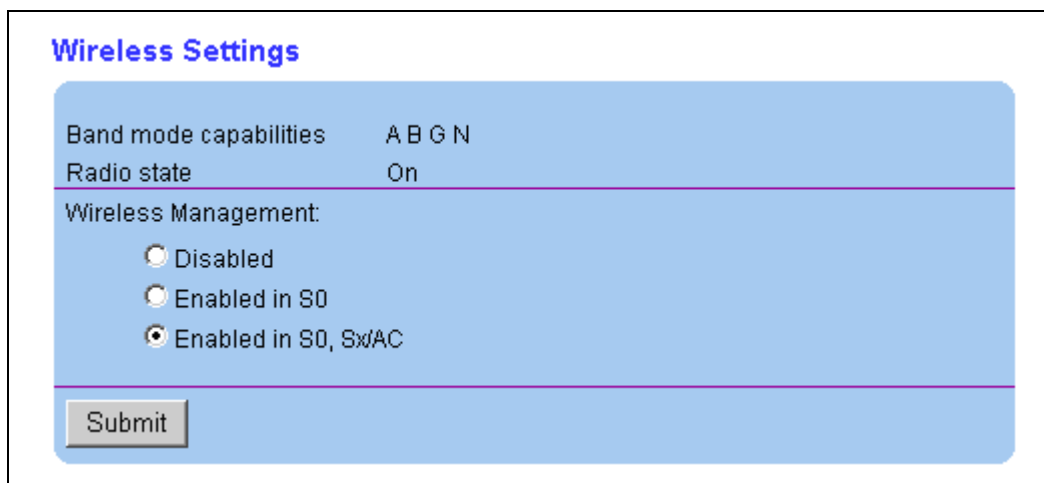 Wireless Settings
Band mode capabilities A B G N
Radio state On
Wireless Management:
Disabled
Enabled in S0
Enabled in S0, Sx/AC
Submit